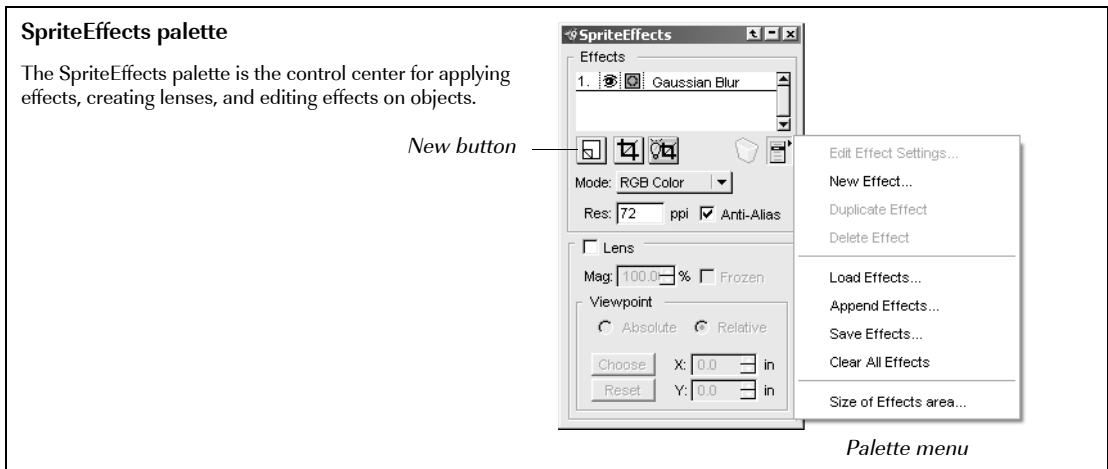 SpriteEffects palette
The SpriteEffects palette is the control center for applying
effects, creating lenses, and editing effects on objects.
New button
SpriteEffects
Effects
1. Gaussian Blur
Mode: RGB Color
Res: 72 ppi Anti-Alias
Lens
Mag: 100.0 % Frozen
Viewpoint
Absolute Relative
Choose X: 0.0 in
Reset Y: 0.0 in
Edit Effect Settings...
New Effect...
Duplicate Effect
Delete Effect
Load Effects...
Append Effects...
Save Effects...
Clear All Effects
Size of Effects area...
Palette menu